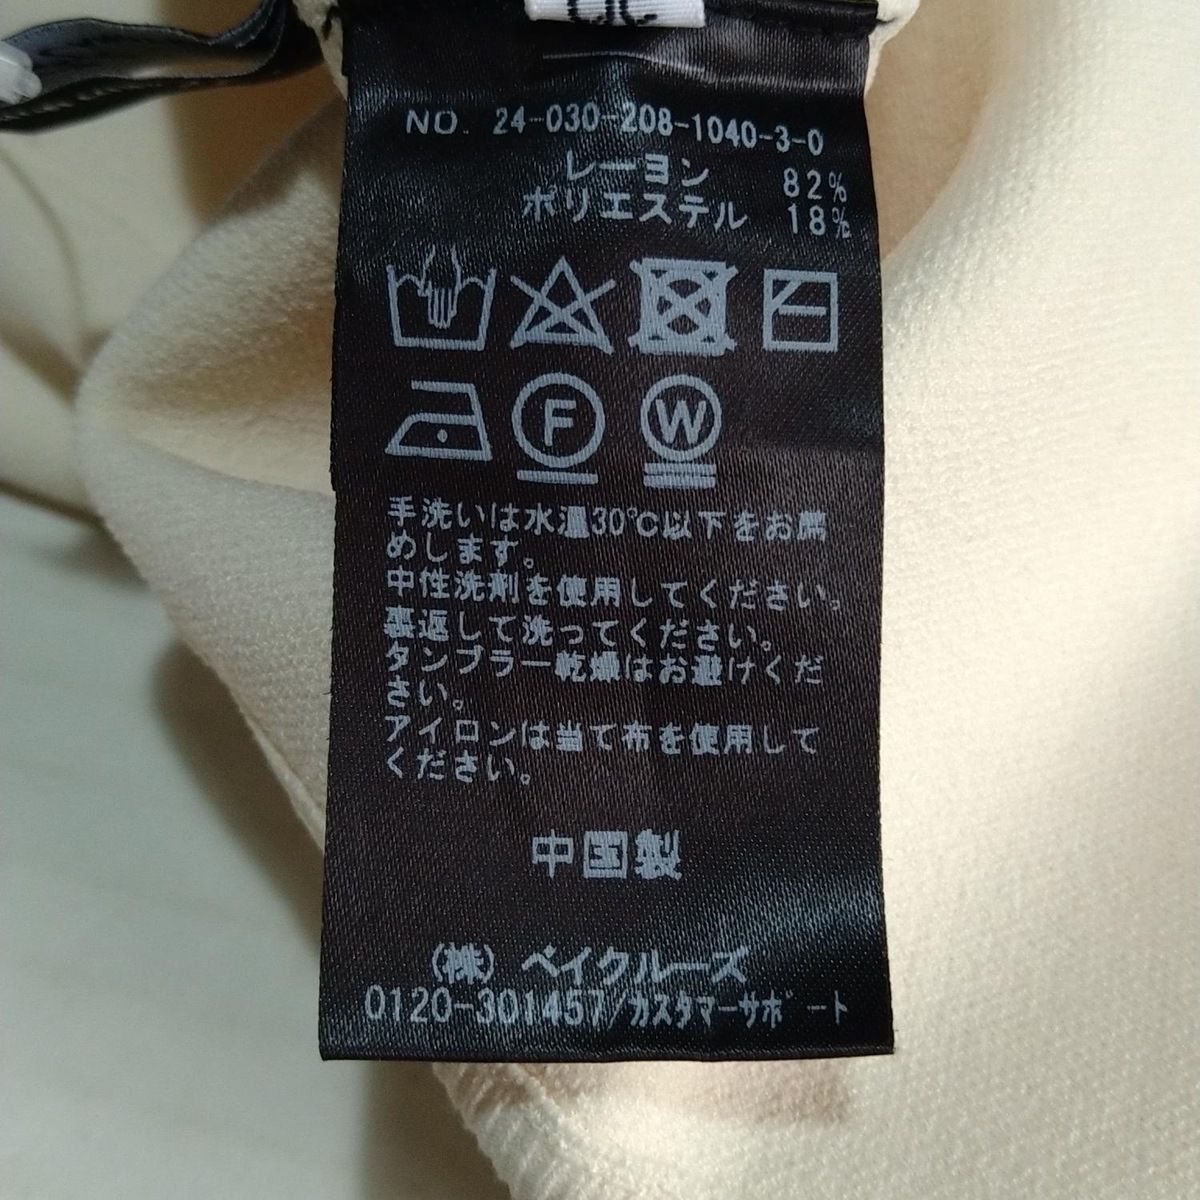 NO. 24-030-208-1040-3-0
レーヨン 82%
ポリエステル 18%
F W
手洗いは水温30℃以下をお薦
めします。
中性洗剤を使用してください。
裏返して洗ってください。
タンブラー乾燥はお避けくだ
さい。
アイロンは当て布を使用して
ください。
中国製
(株) ベイクルーズ
0120-301457/カスタマーサポート